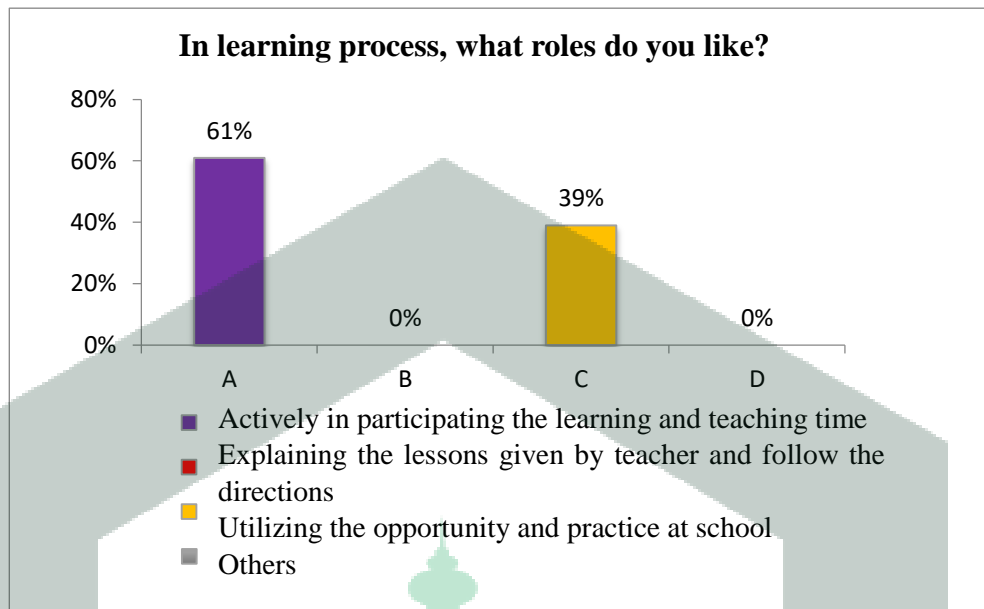 In learning process, what roles do you like?
80%
61%
60%
39%
40%
20%
0%
0%
0%
A B C D
Actively in participating the learning and teaching time
Explaining the lessons given by teacher and follow the
directions
Utilizing the opportunity and practice at school
Others